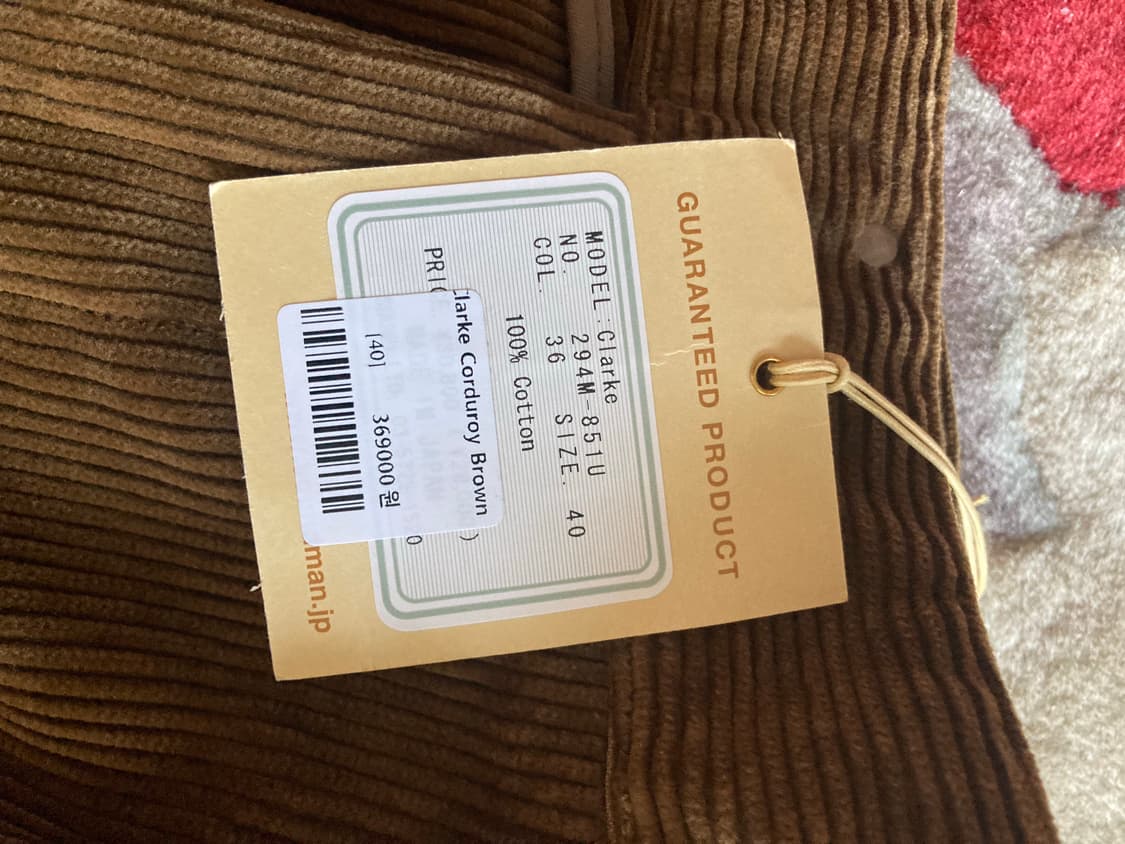 GUARANTEED PRODUCT
MODEL:Clarke
NO. 294M-851U
COL. 36 SIZE. 40
100% Cotton
PRIC
Clarke Corduroy Brown
[40] 369000원
man.jp